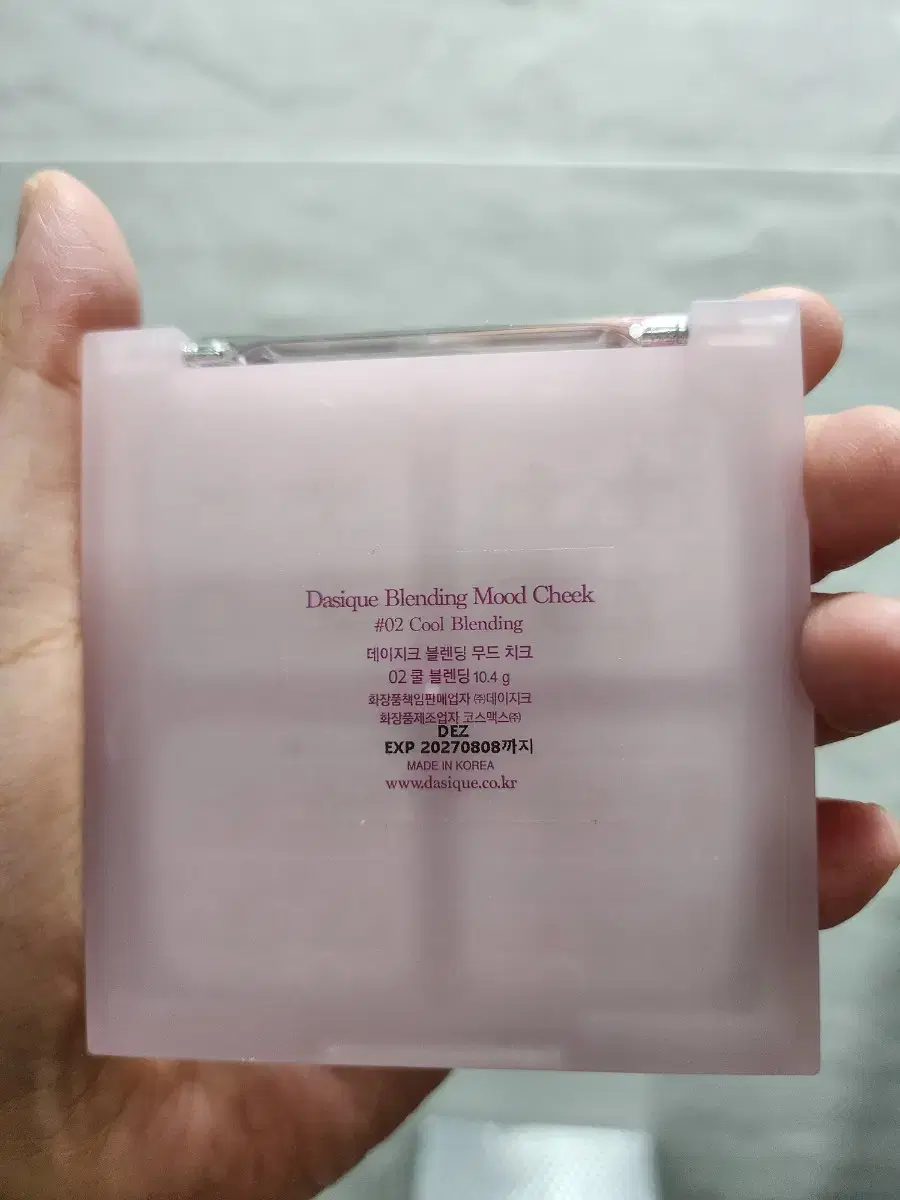 Dasique Blending Mood Cheek
#02 Cool Blending
데이지크 블렌딩 무드 치크
02 쿨 블렌딩 10.4 g
화장품책임판매업자 ㈜데이지크
화장품제조업자 코스맥스㈜
DEZ
EXP 20270808까지
MADE IN KOREA
www.dasique.co.kr